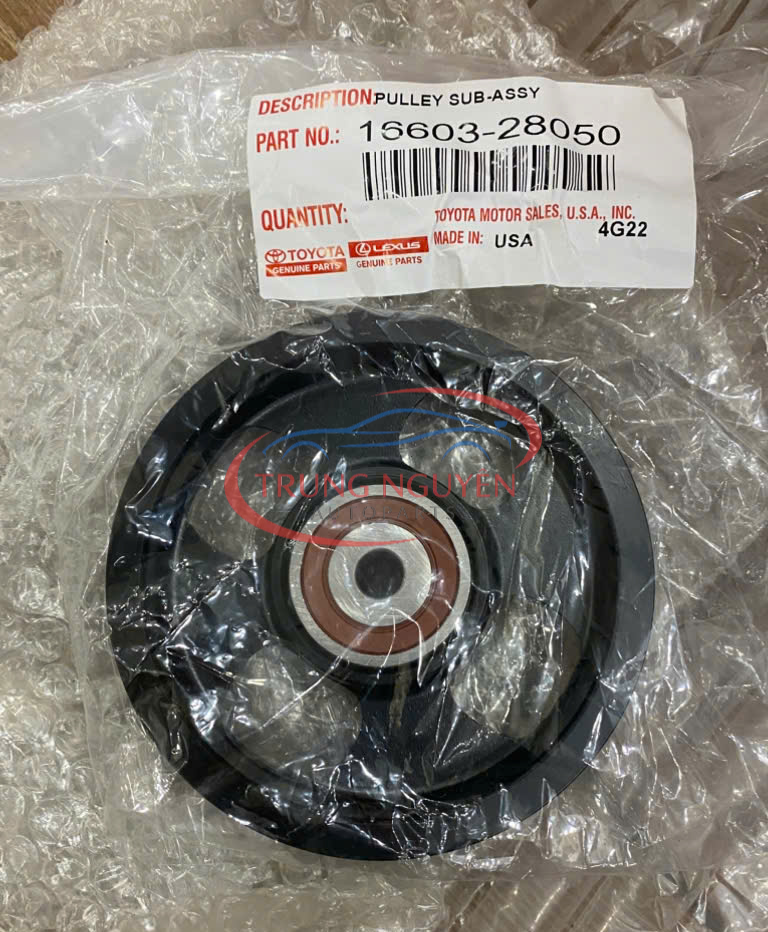 DESCRIPTION: PULLEY SUB-ASSY
PART NO.: 16603-28050
QUANTITY:
TOYOTA MOTOR SALES, U.S.A., INC.
TOYOTA GENUINE PARTS
LEXUS GENUINE PARTS
MADE IN: USA 4G22
TRUNG NGUYEN